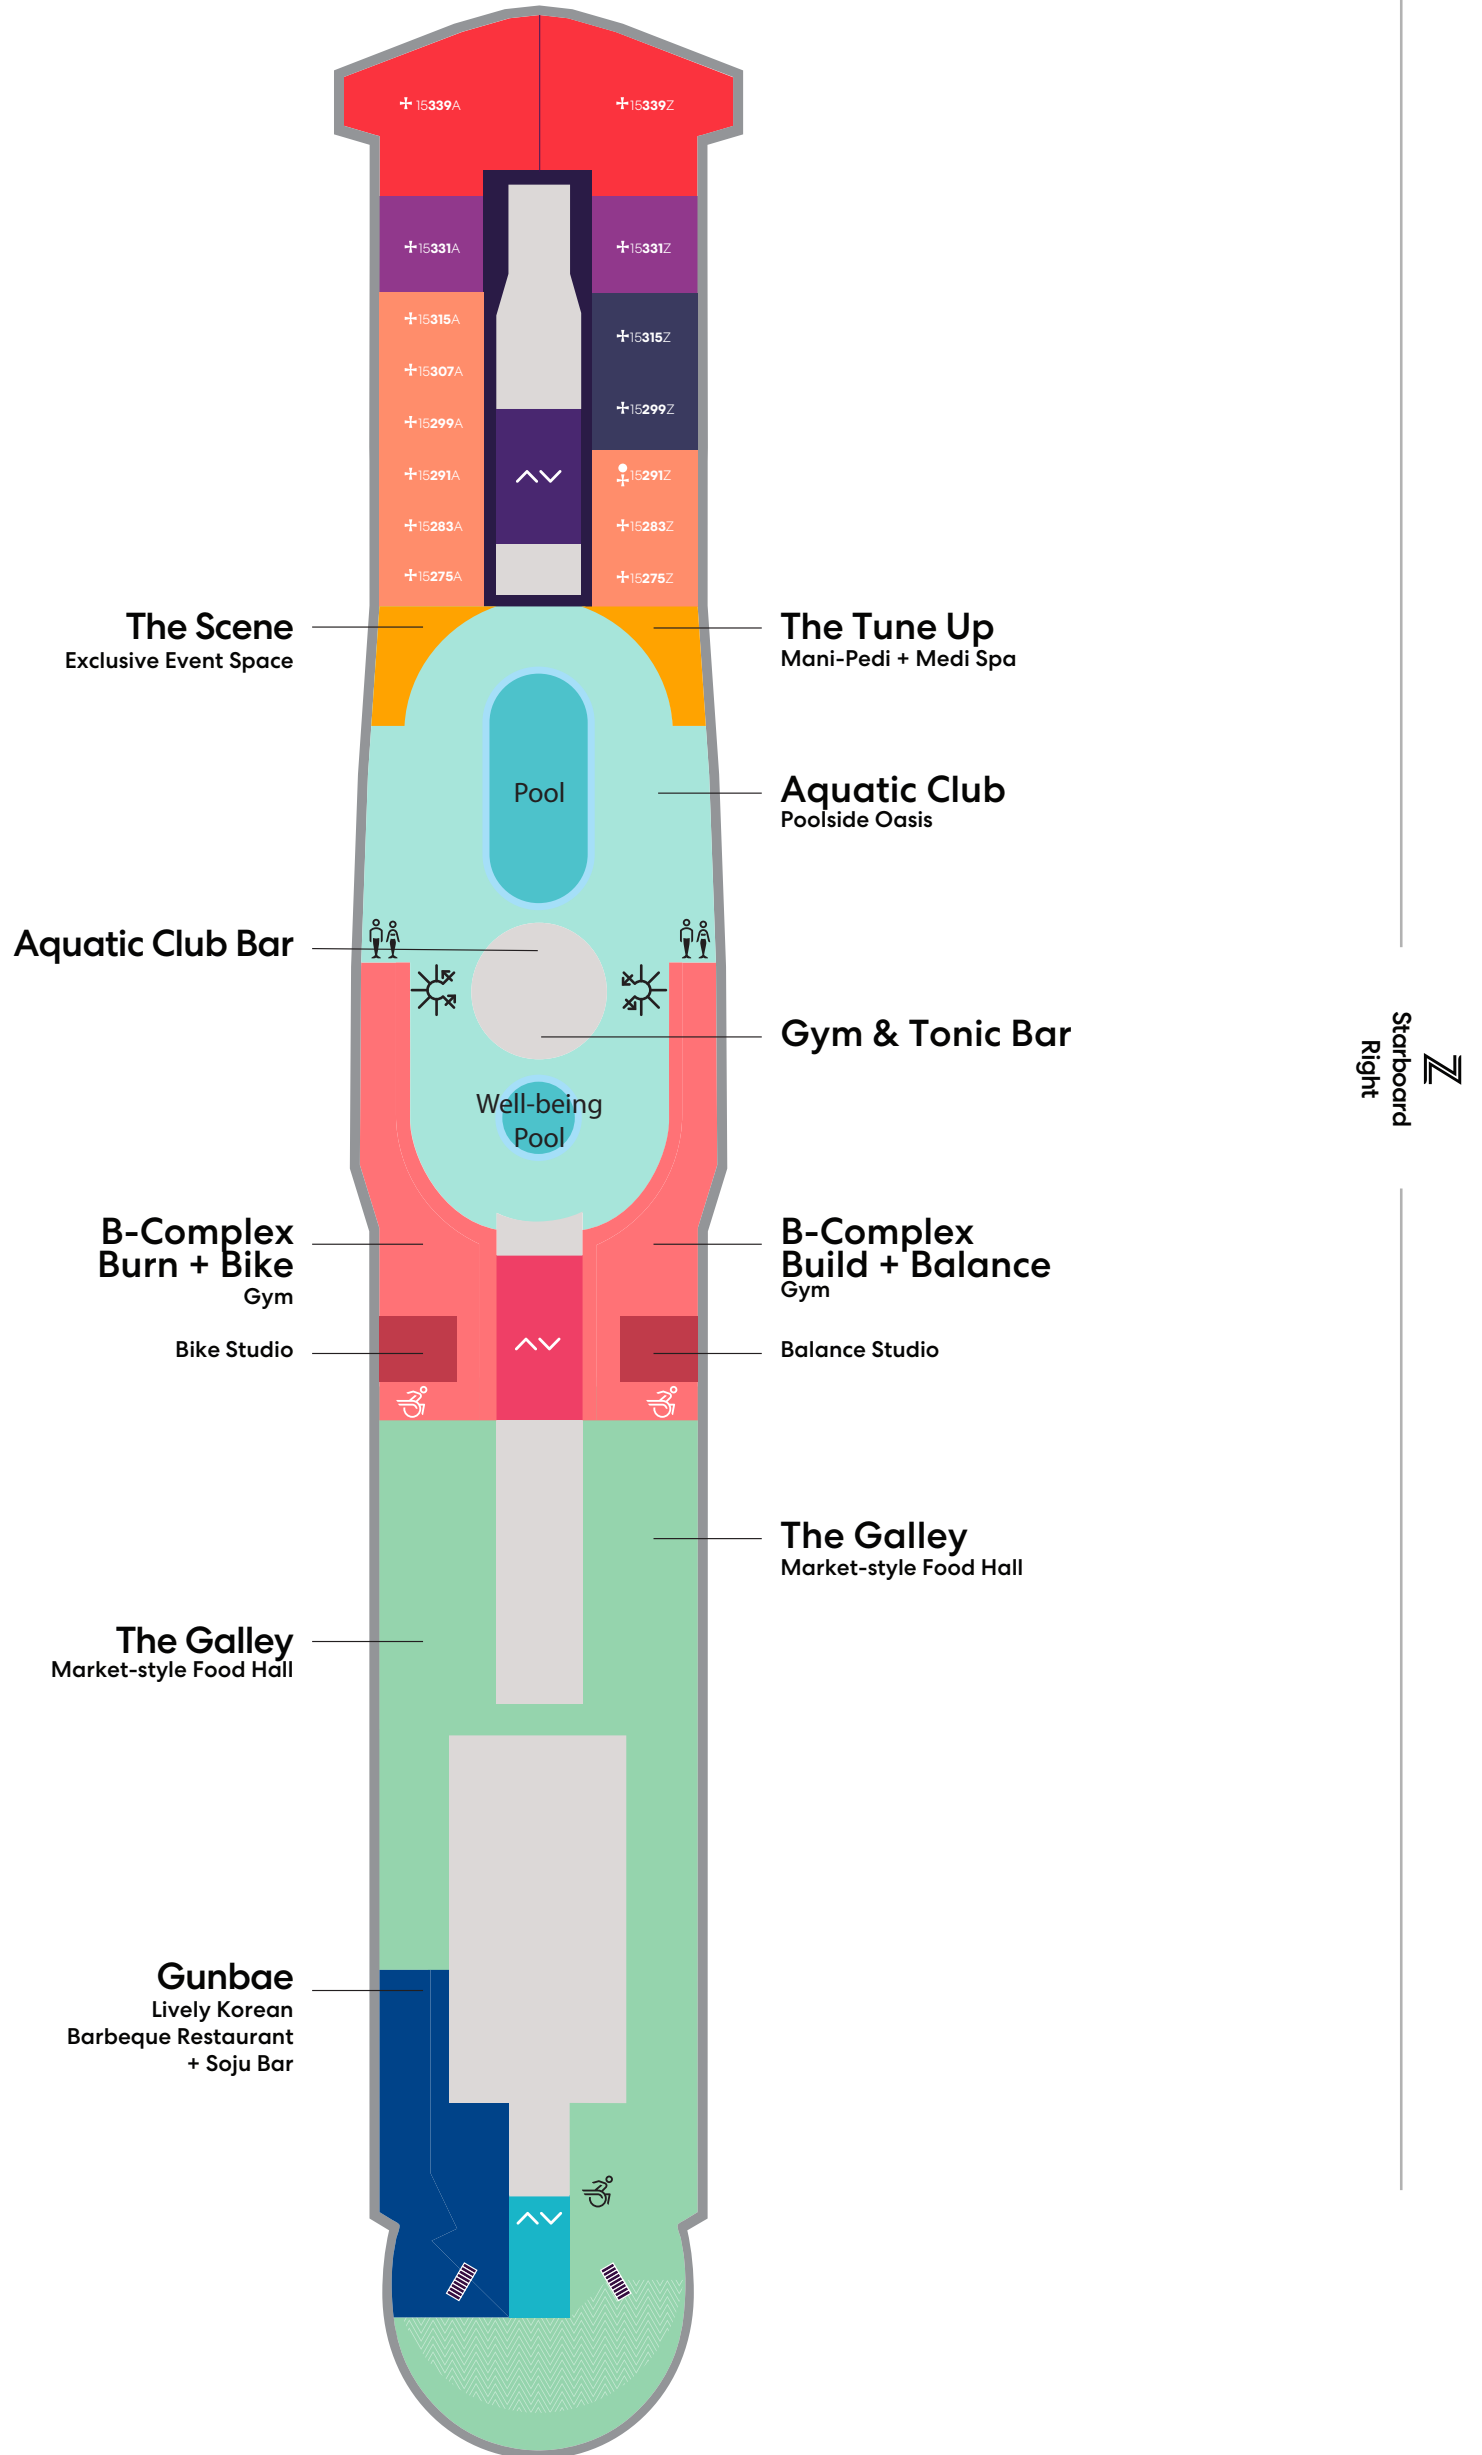 15339A
15339Z
15331A
15331Z
15315A
15315Z
15307A
15299A
15299Z
15291A
15291Z
15283A
15283Z
15275A
15275Z
The Scene
Exclusive Event Space
The Tune Up
Mani-Pedi + Medi Spa
Pool
Aquatic Club
Poolside Oasis
Aquatic Club Bar
Gym & Tonic Bar
Z
Starboard
Right
Well-being
Pool
B-Complex
Burn + Bike
Gym
B-Complex
Build + Balance
Gym
Bike Studio
Balance Studio
The Galley
Market-style Food Hall
The Galley
Market-style Food Hall
Gunbae
Lively Korean
Barbeque Restaurant
+ Soju Bar